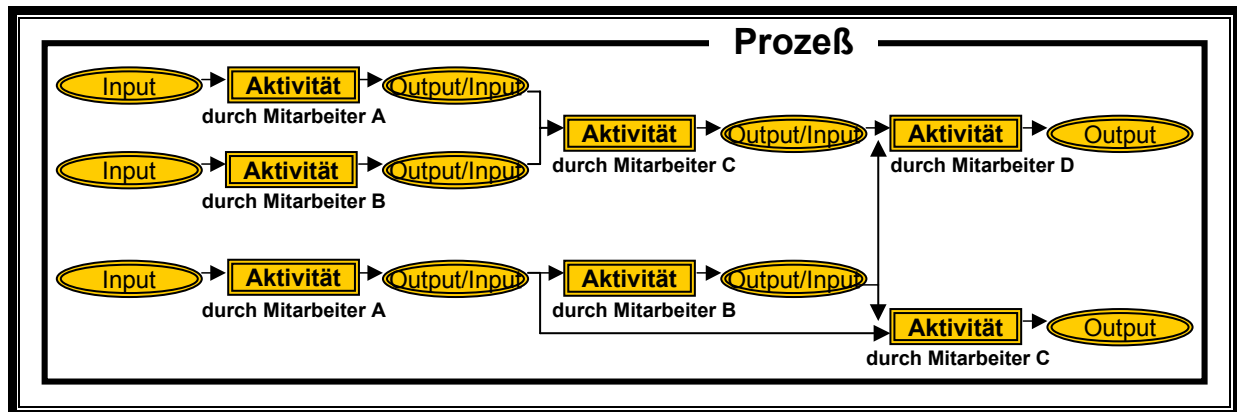 Prozeß
Input Aktivität Output/Input
durch Mitarbeiter A
Aktivität Output/Input Aktivität Output
durch Mitarbeiter C durch Mitarbeiter D
Input Aktivität Output/Input
durch Mitarbeiter B
Input Aktivität Output/Input Aktivität Output/Input
durch Mitarbeiter A durch Mitarbeiter B
Aktivität Output
durch Mitarbeiter C